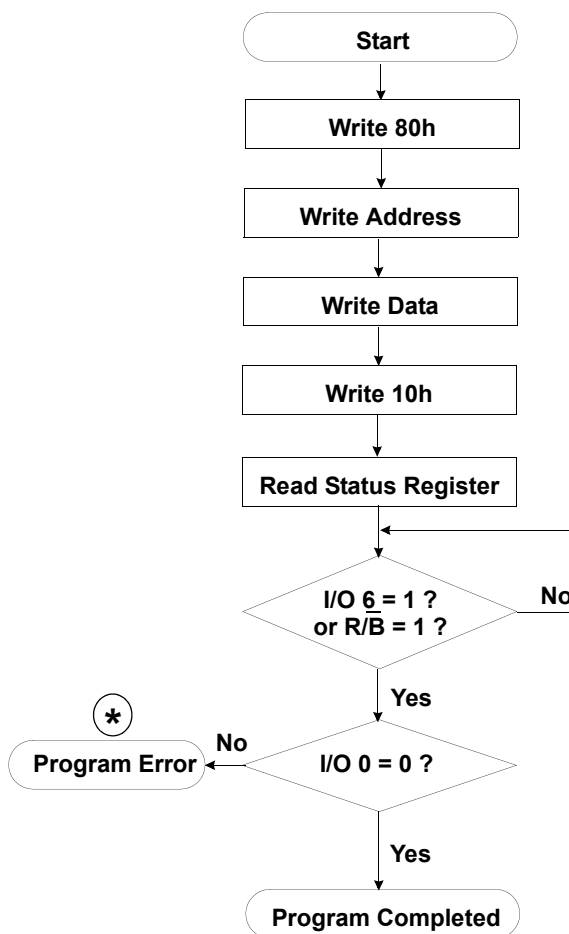 Start
Write 80h
Write Address
Write Data
Write 10h
Read Status Register
I/O 6 = 1 ?
or R/B̅ = 1 ?
No
Yes
*
No
Program Error
I/O 0 = 0 ?
Yes
Program Completed